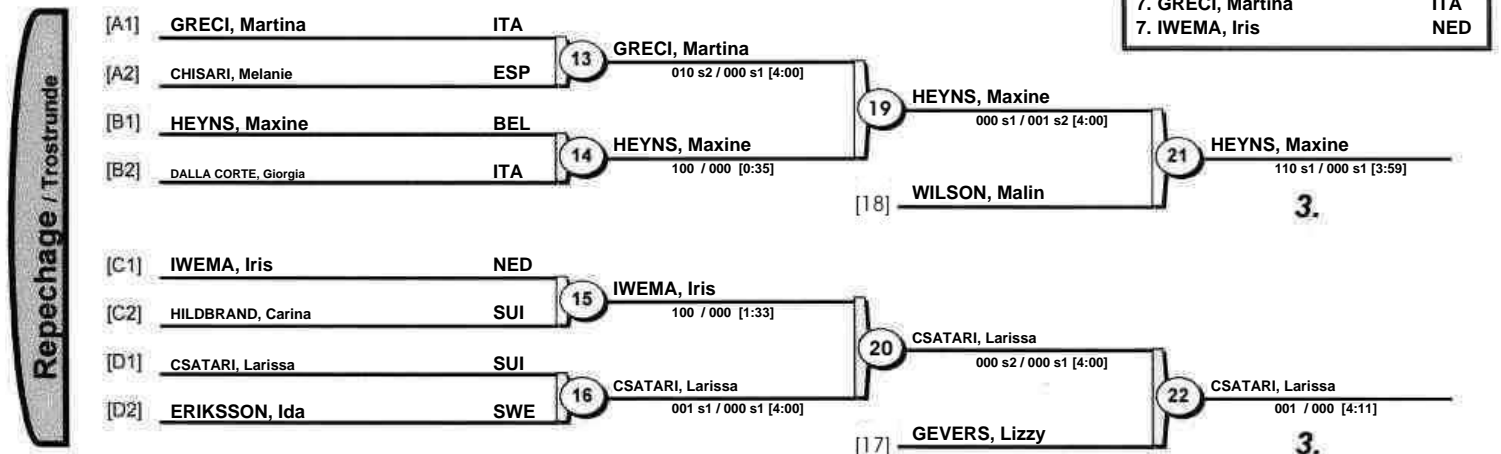 7. GRECI, Martina ITA
7. IWEMA, Iris NED
Repechage / Trostrunde
[A1] GRECI, Martina ITA
[A2] CHISARI, Melanie ESP
13 GRECI, Martina
010 s2 / 000 s1 [4:00]
[B1] HEYNS, Maxine BEL
[B2] DALLA CORTE, Giorgia ITA
14 HEYNS, Maxine
100 / 000 [0:35]
19 HEYNS, Maxine
000 s1 / 001 s2 [4:00]
[18] WILSON, Malin
21 HEYNS, Maxine
110 s1 / 000 s1 [3:59]
3.
[C1] IWEMA, Iris NED
[C2] HILDBRAND, Carina SUI
15 IWEMA, Iris
100 / 000 [1:33]
[D1] CSATARI, Larissa SUI
[D2] ERIKSSON, Ida SWE
16 CSATARI, Larissa
001 s1 / 000 s1 [4:00]
20 CSATARI, Larissa
000 s2 / 000 s1 [4:00]
[17] GEVERS, Lizzy
22 CSATARI, Larissa
001 / 000 [4:11]
3.